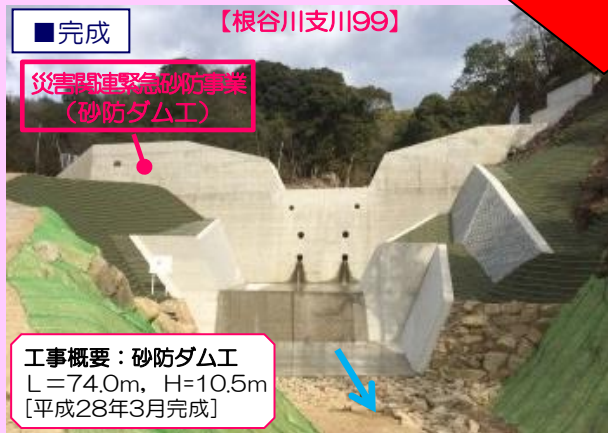 【根谷川支川99】
■完成
災害関連緊急砂防事業
（砂防ダム工）
工事概要：砂防ダム工
Ｌ＝74.0m，H=10.5m
[平成28年3月完成]